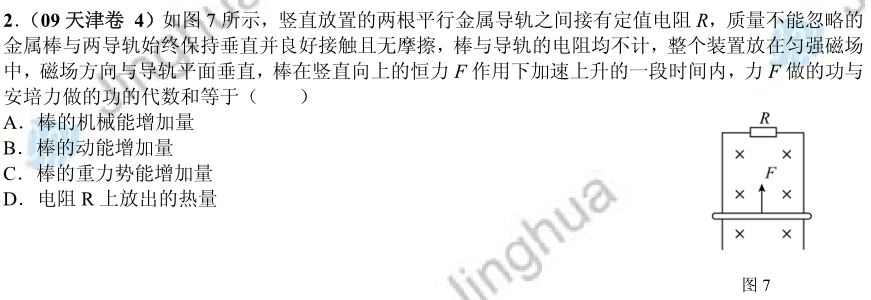 2.（09 天津卷 4）如图 7 所示，竖直放置的两根平行金属导轨之间接有定值电阻 R，质量不能忽略的
金属棒与两导轨始终保持垂直并良好接触且无摩擦，棒与导轨的电阻均不计，整个装置放在匀强磁场
中，磁场方向与导轨平面垂直，棒在竖直向上的恒力 F 作用下加速上升的一段时间内，力 F 做的功与
安培力做的功的代数和等于（　　）
A．棒的机械能增加量
B．棒的动能增加量
C．棒的重力势能增加量
D．电阻 R 上放出的热量
R
× ×
F
× ×
× ×
图 7
Jinghua
Jinghua